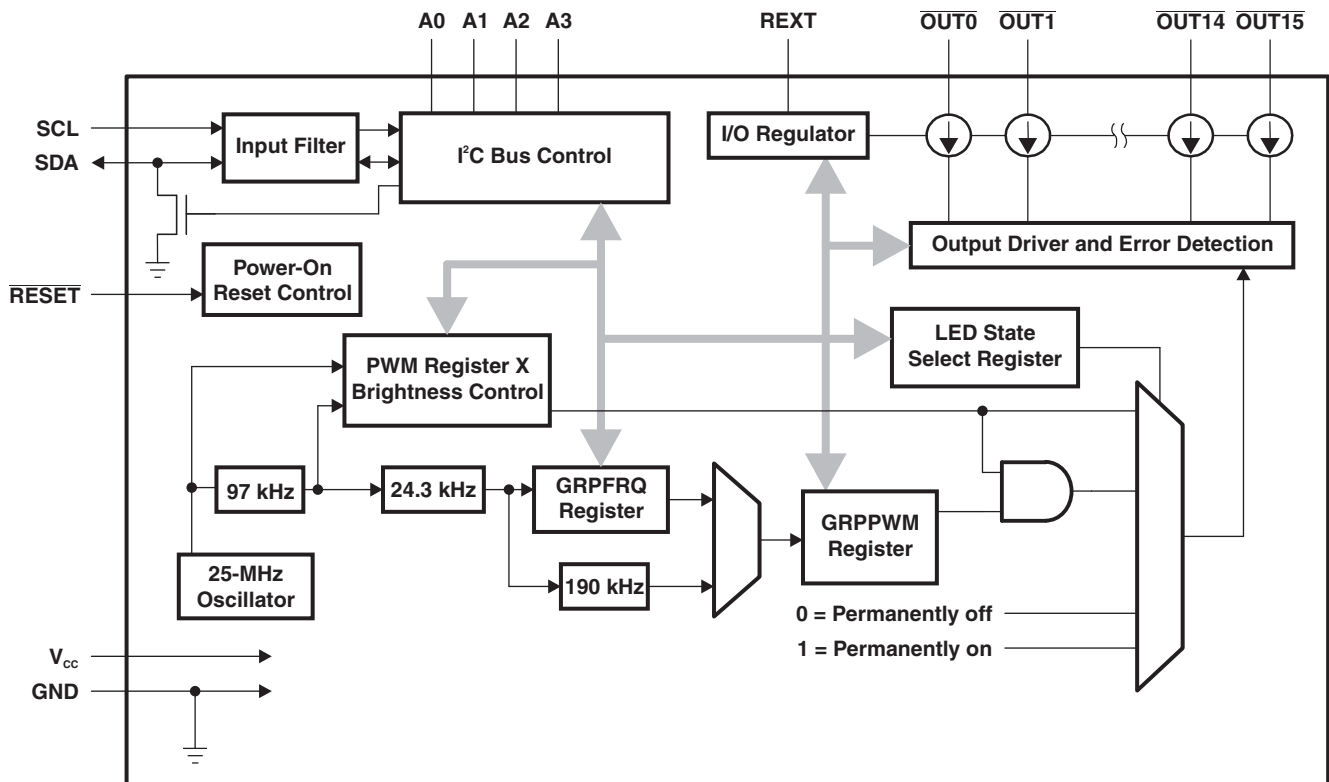 A0 A1 A2 A3 REXT OUT0 OUT1 OUT14 OUT15
SCL
SDA
Input Filter
I²C Bus Control
I/O Regulator
Output Driver and Error Detection
RESET
Power-On
Reset Control
PWM Register X
Brightness Control
LED State
Select Register
97 kHz
24.3 kHz
GRPFRQ
Register
190 kHz
GRPPWM
Register
25-MHz
Oscillator
0 = Permanently off
1 = Permanently on
VCC
GND